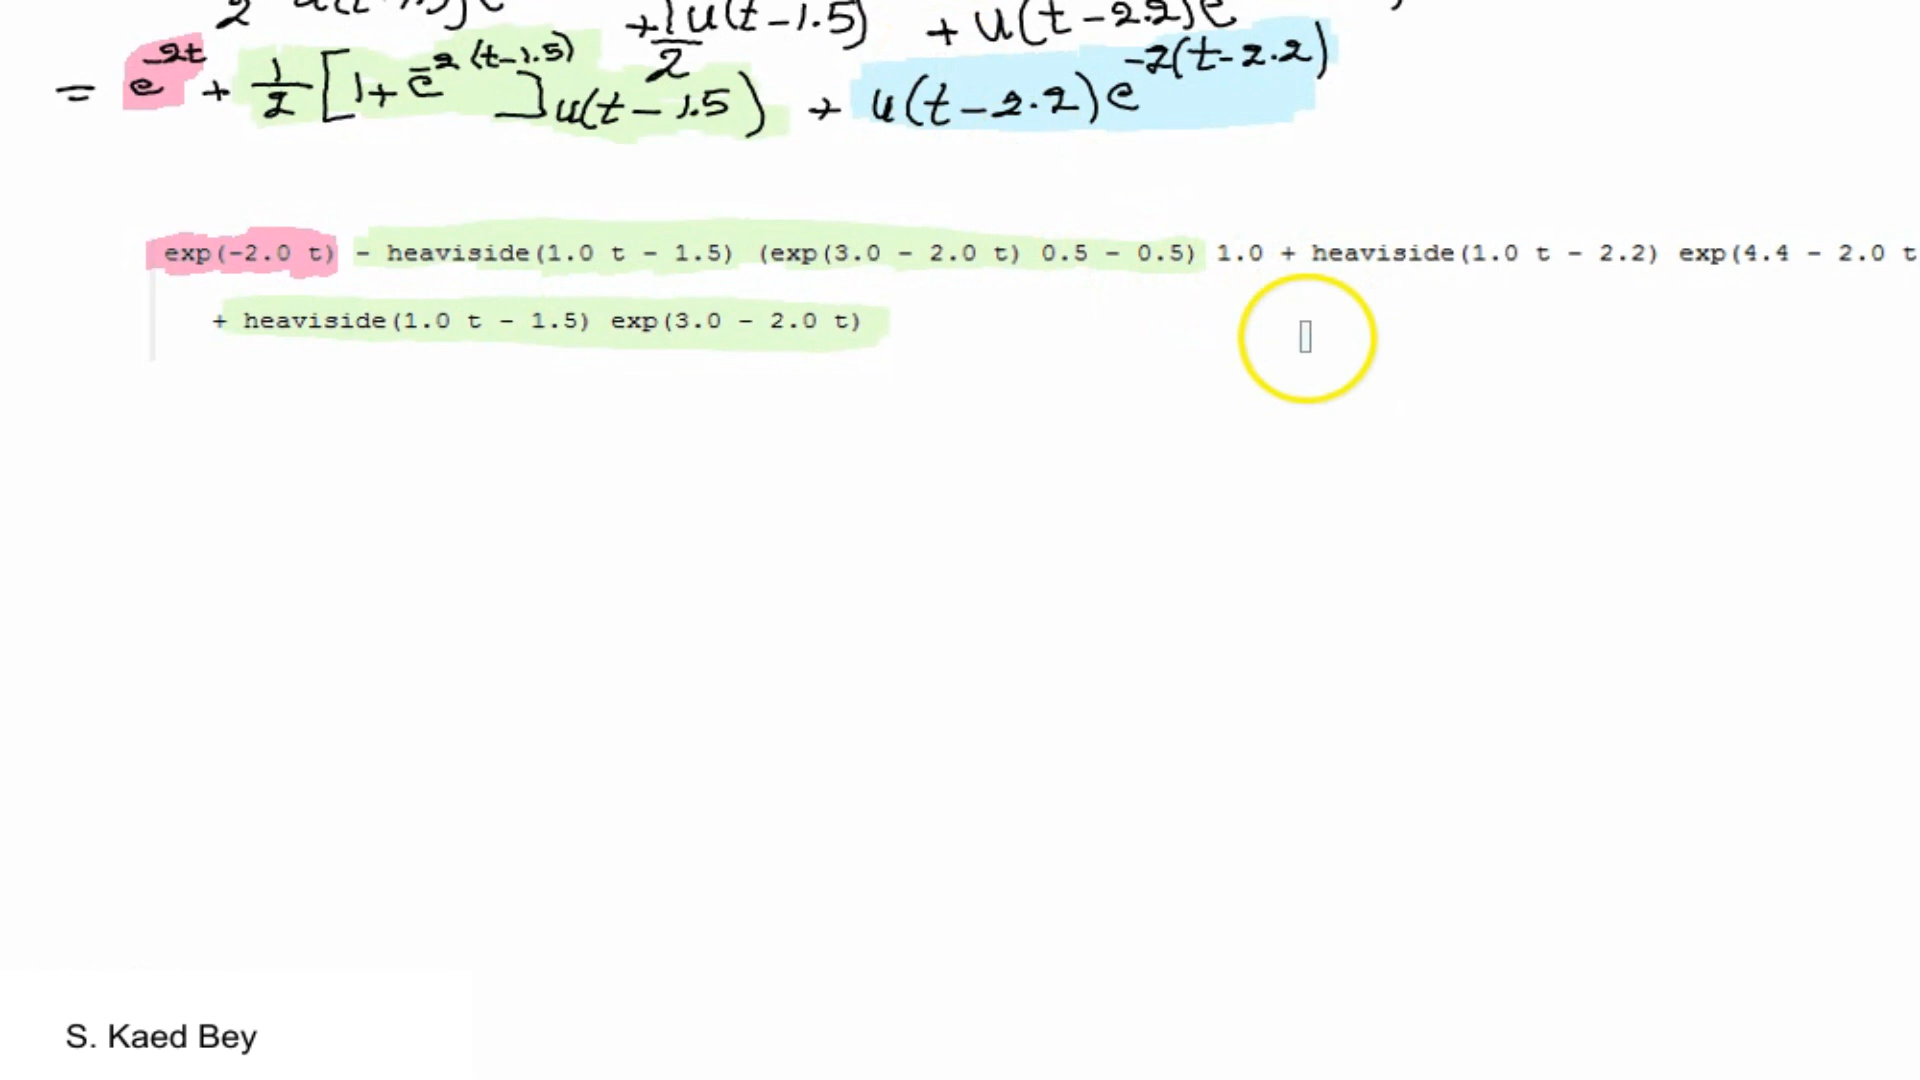 + 1/2 u(t-1.5) + u(t-2.2)e
= e^-2t + 1/2 [1+e^-2(t-1.5)]u(t-1.5) + u(t-2.2)e^-2(t-2.2)
exp(-2.0 t) - heaviside(1.0 t - 1.5) (exp(3.0 - 2.0 t) 0.5 - 0.5) 1.0 + heaviside(1.0 t - 2.2) exp(4.4 - 2.0 t
+ heaviside(1.0 t - 1.5) exp(3.0 - 2.0 t)
S. Kaed Bey